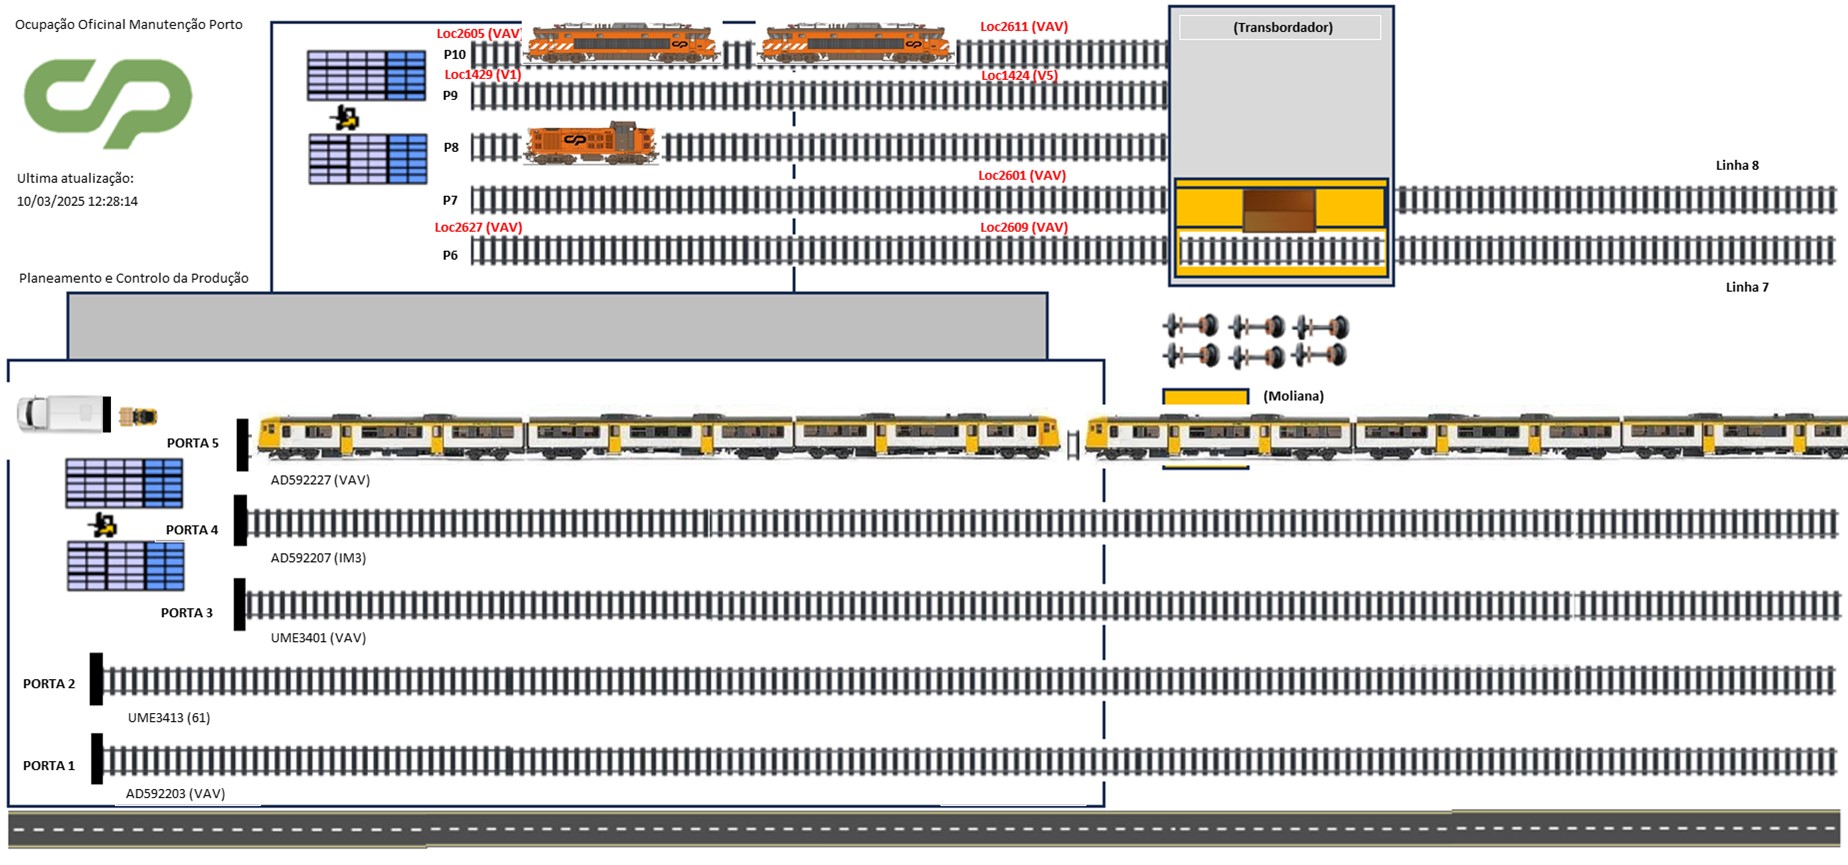 Ocupação Oficinal Manutenção Porto
CP
Ultima atualização:
10/03/2025 12:28:14
Planeamento e Controlo da Produção
Loc2605 (VAV)
Loc2611 (VAV)
(Transbordador)
P10
Loc1429 (V1)
Loc1424 (V5)
P9
P8
Linha 8
Loc2601 (VAV)
P7
Loc2627 (VAV)
Loc2609 (VAV)
P6
Linha 7
(Moliana)
PORTA 5
AD592227 (VAV)
PORTA 4
AD592207 (IM3)
PORTA 3
UME3401 (VAV)
PORTA 2
UME3413 (61)
PORTA 1
AD592203 (VAV)